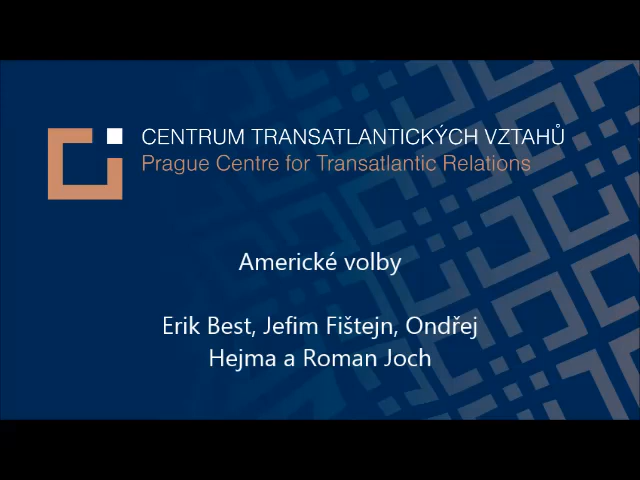 CENTRUM TRANSATLANTICKÝCH VZTAHŮ
Prague Centre for Transatlantic Relations
Americké volby
Erik Best, Jefim Fištejn, Ondřej
Hejma a Roman Joch